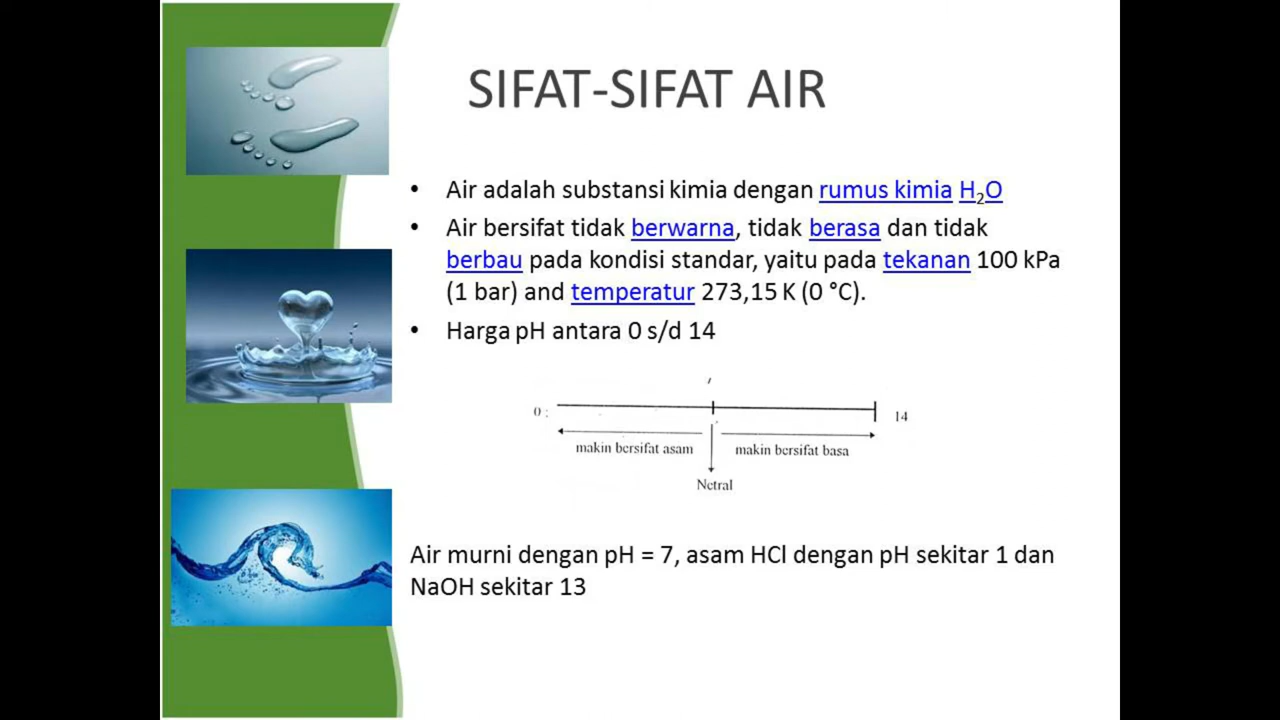 SIFAT-SIFAT AIR
• Air adalah substansi kimia dengan rumus kimia H₂O
• Air bersifat tidak berwarna, tidak berasa dan tidak
berbau pada kondisi standar, yaitu pada tekanan 100 kPa
(1 bar) and temperatur 273,15 K (0 °C).
• Harga pH antara 0 s/d 14
0 : 14
makin bersifat asam makin bersifat basa
Netral
Air murni dengan pH = 7, asam HCl dengan pH sekitar 1 dan
NaOH sekitar 13